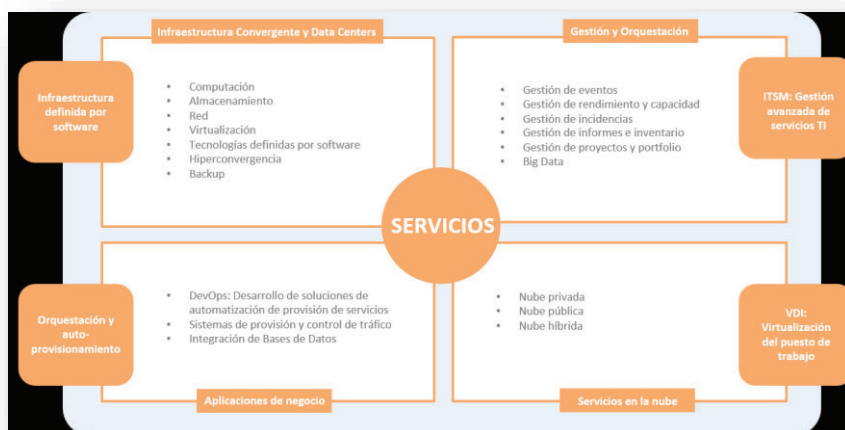 Infraestructura Convergente y Data Centers
Infraestructura
definida por
software
• Computación
• Almacenamiento
• Red
• Virtualización
• Tecnologías definidas por software
• Hiperconvergencia
• Backup
Gestión y Orquestación
• Gestión de eventos
• Gestión de rendimiento y capacidad
• Gestión de incidencias
• Gestión de informes e inventario
• Gestión de proyectos y portfolio
• Big Data
ITSM: Gestión
avanzada de
servicios TI
SERVICIOS
Orquestación y
auto-
provisionamiento
• DevOps: Desarrollo de soluciones de
automatización de provisión de servicios
• Sistemas de provisión y control de tráfico
• Integración de Bases de Datos
Aplicaciones de negocio
• Nube privada
• Nube pública
• Nube híbrida
VDI:
Virtualización
del puesto de
trabajo
Servicios en la nube